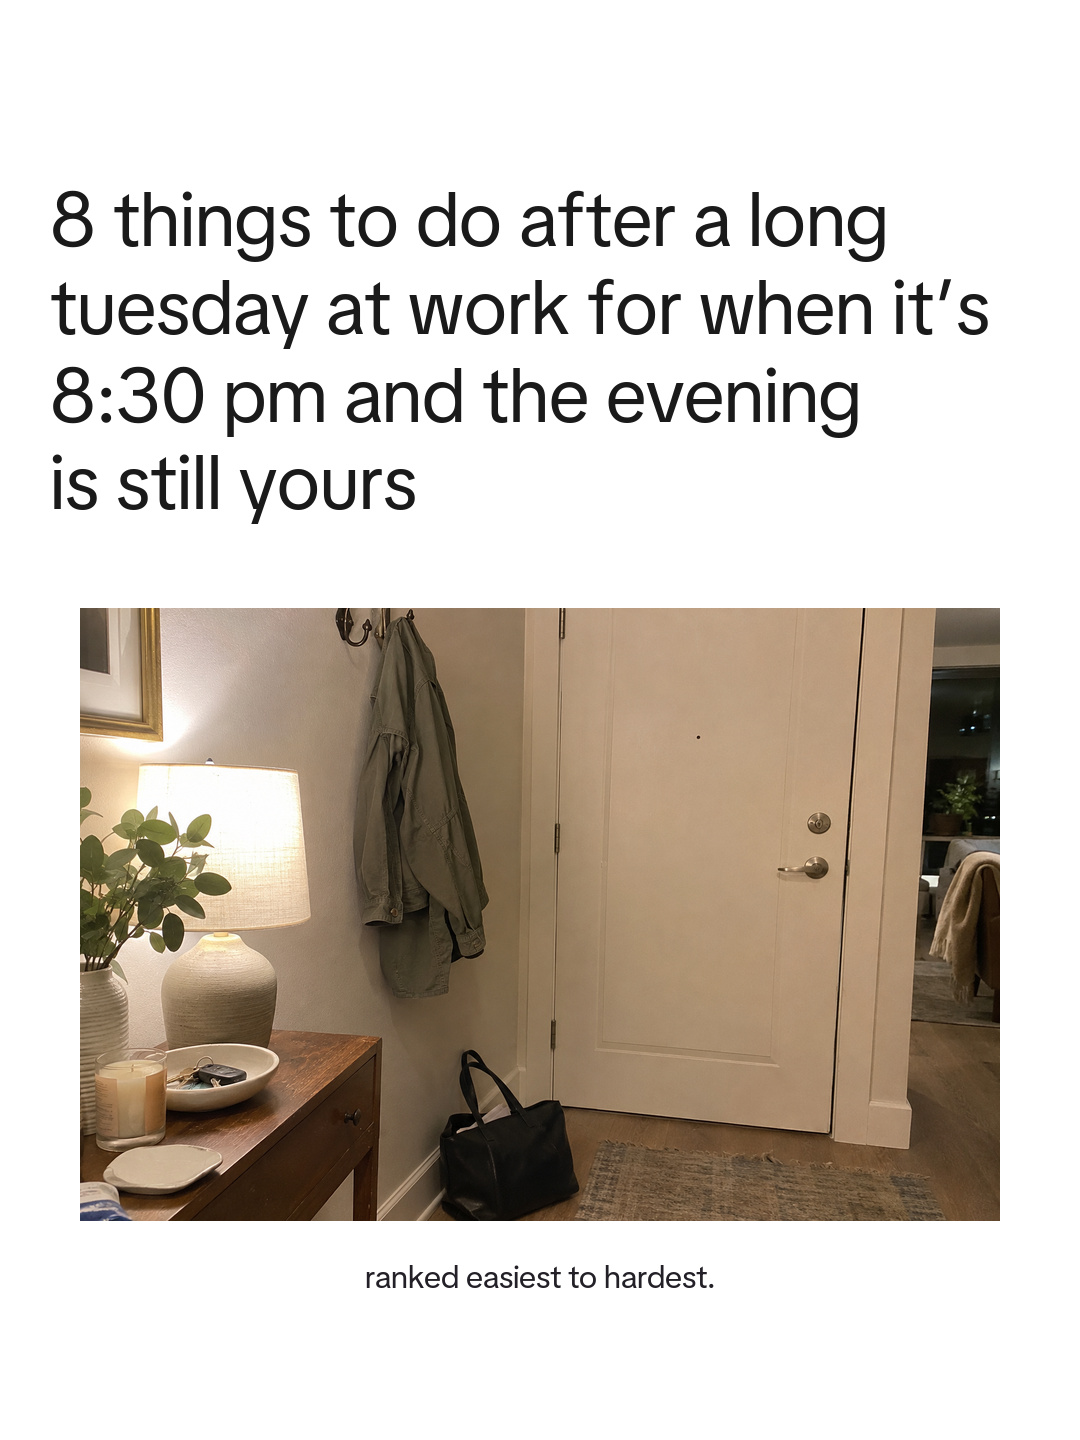 8 things to do after a long
tuesday at work for when it’s
8:30 pm and the evening
is still yours
ranked easiest to hardest.